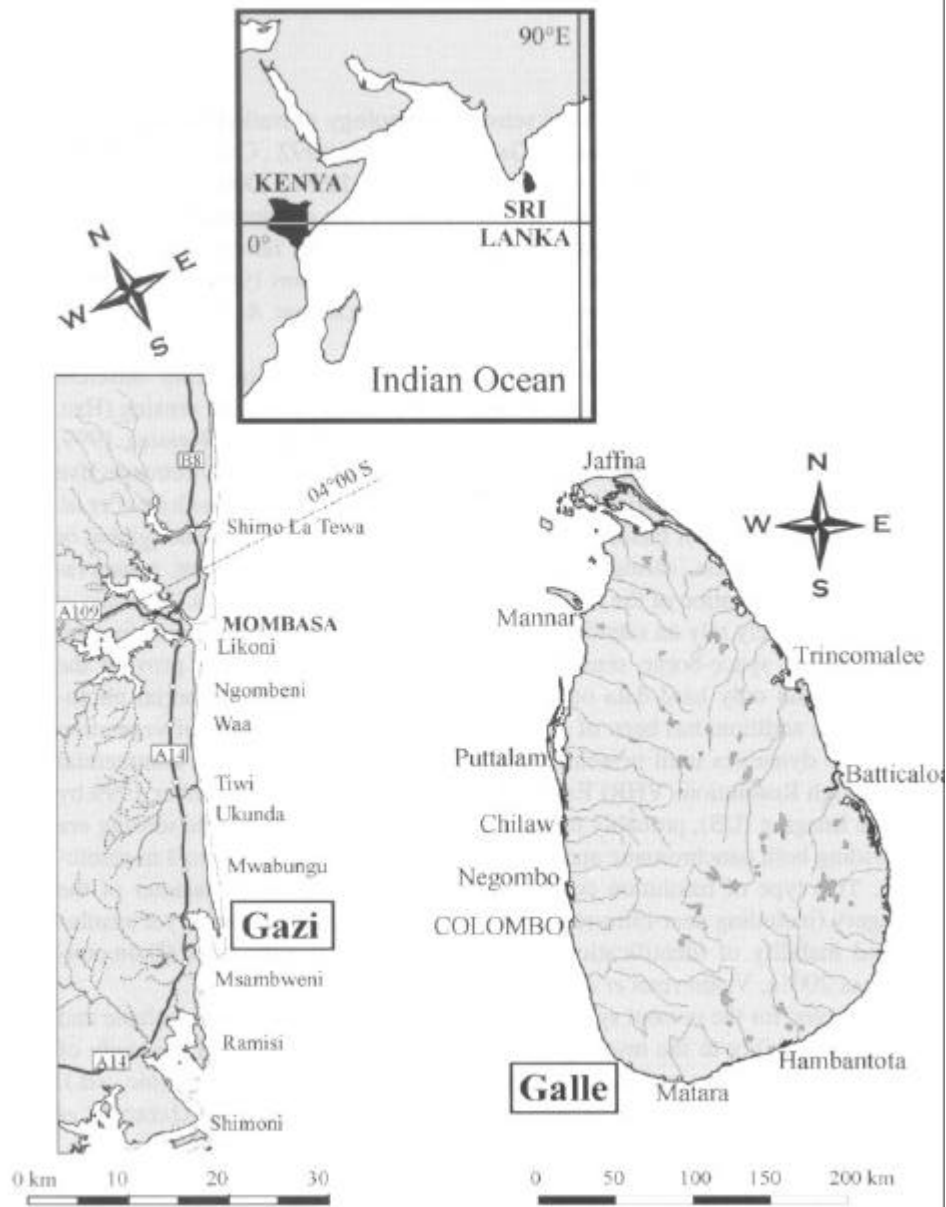 90°E
KENYA
SRI
LANKA
0°
Indian Ocean
N
E
W
S
B8
04°00 S
Shimo La Tewa
A109
MOMBASA
Likoni
Ngombeni
Waa
A14
Tiwi
Ukunda
Mwabungu
Gazi
Msambweni
Ramisi
A14
Shimoni
0 km 10 20 30
Jaffna
N
W E
S
Mannar
Trincomalee
Puttalam
Batticaloa
Chilaw
Negombo
COLOMBO
Hambantota
Galle
Matara
0 50 100 150 200 km